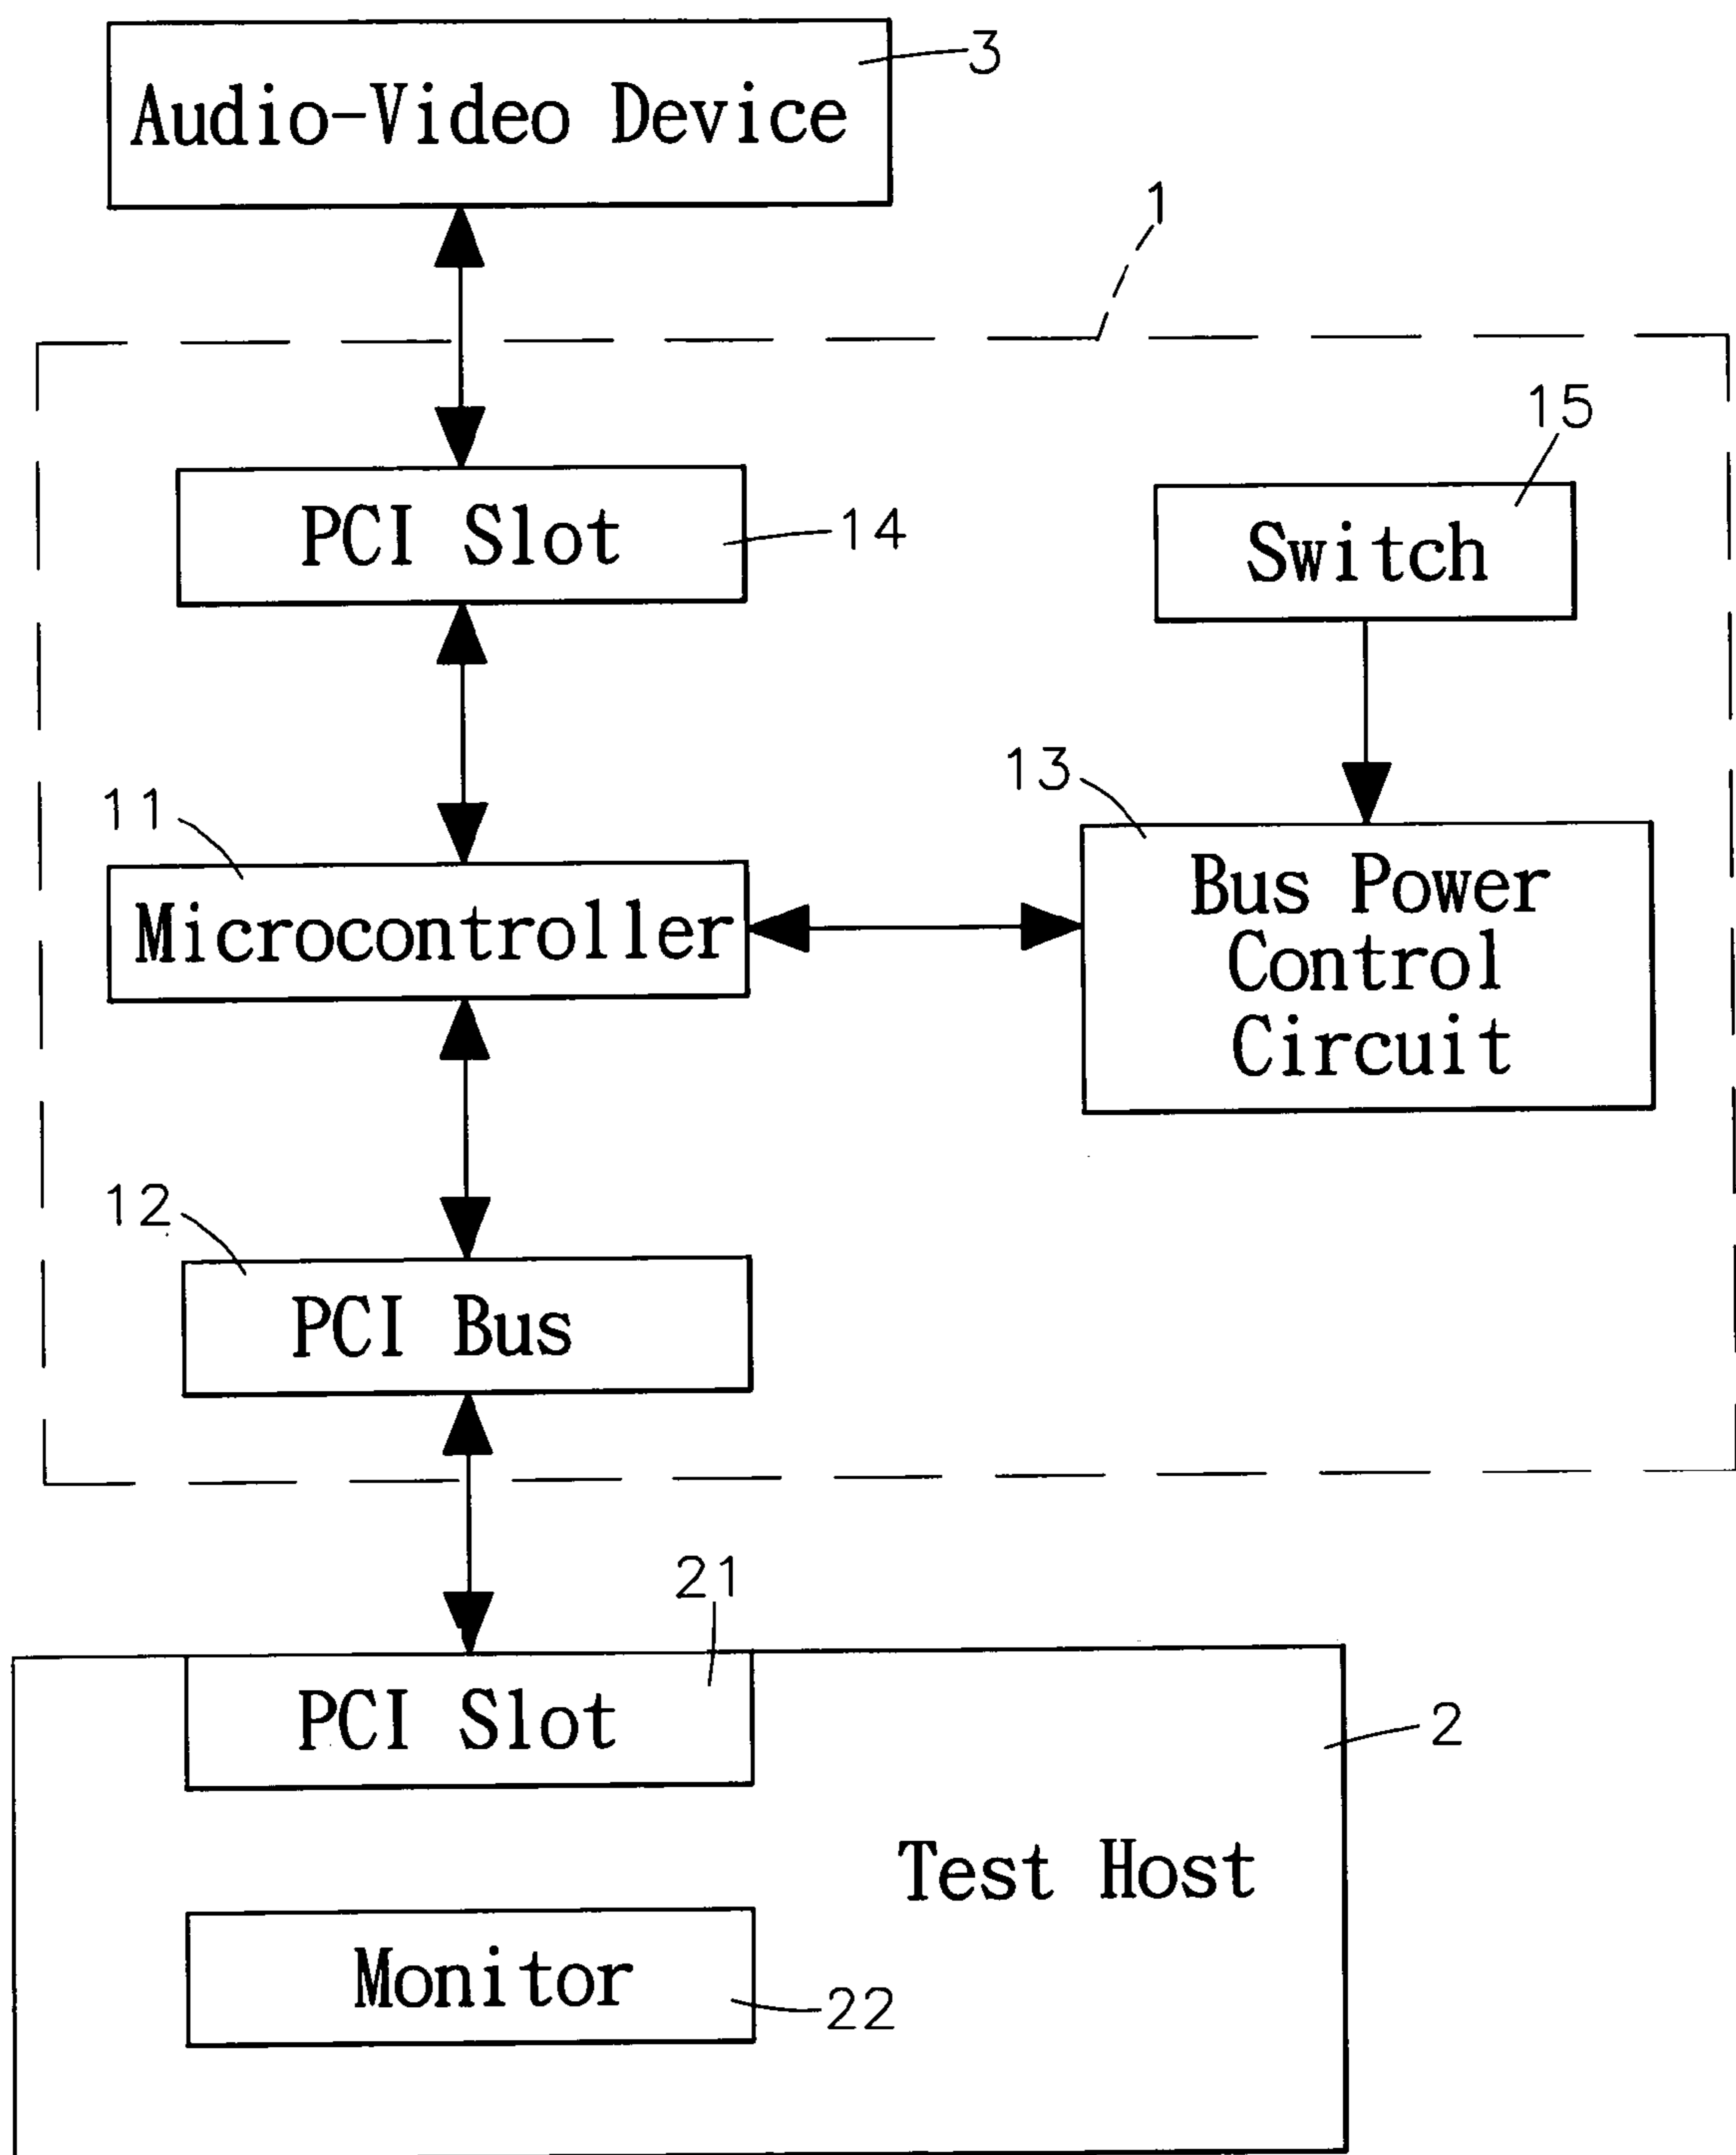 Audio-Video Device
3
1
15
PCI Slot
14
Switch
13
11
Bus Power
Control
Circuit
Microcontroller
12
PCI Bus
21
PCI Slot
2
Test Host
Monitor
22